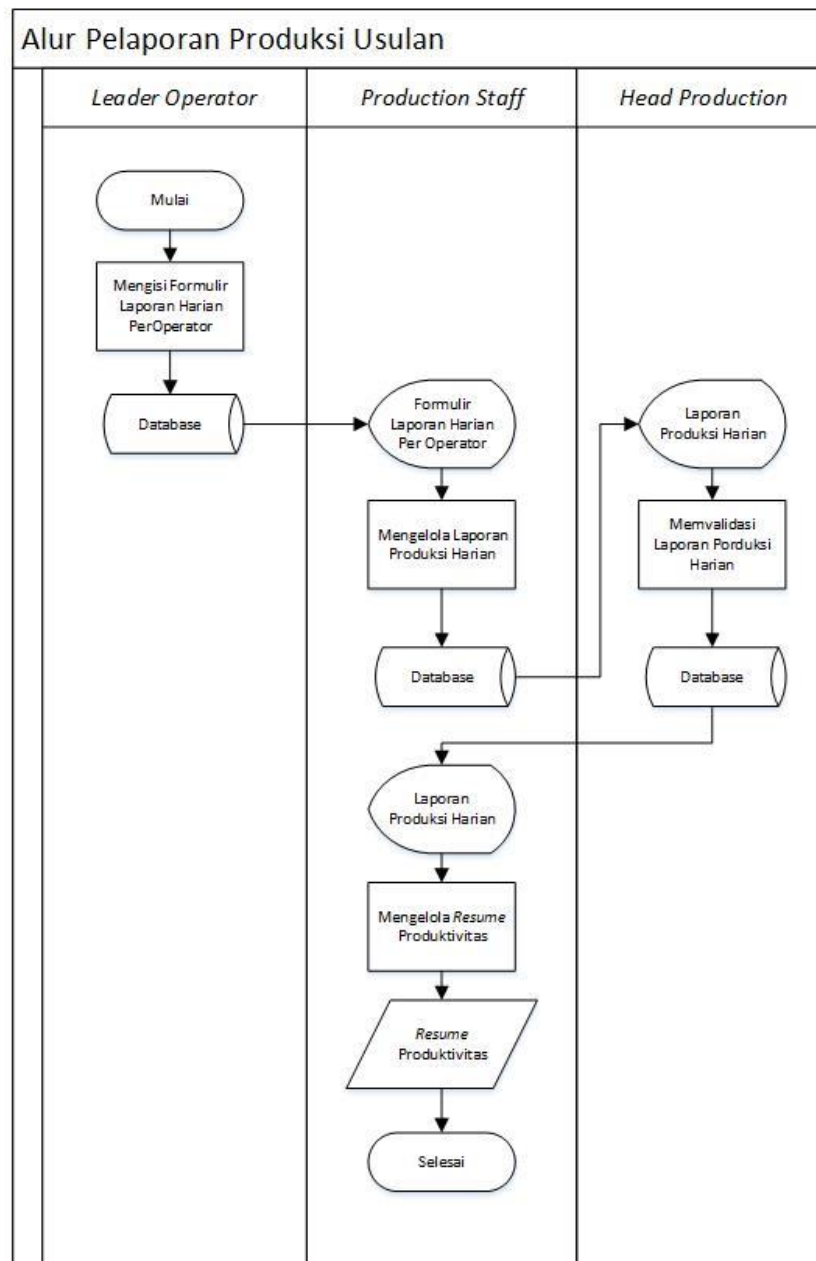 Alur Pelaporan Produksi Usulan
Leader Operator
Production Staff
Head Production
Mulai
Mengisi Formulir
Laporan Harian
PerOperator
Database
Formulir
Laporan Harian
Per Operator
Mengelola Laporan
Produksi Harian
Database
Laporan
Produksi Harian
Memvalidasi
Laporan Porduksi
Harian
Database
Laporan
Produksi Harian
Mengelola Resume
Produktivitas
Resume
Produktivitas
Selesai